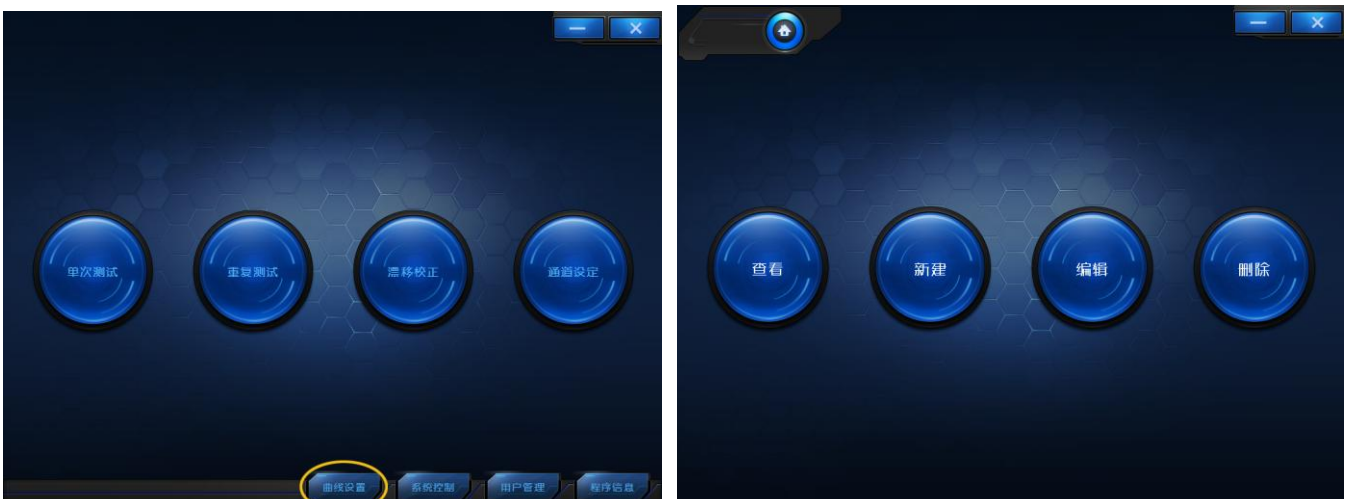 单次测试
重复测试
漂移校正
通道设定
曲线设置
系统控制
用户管理
程序信息
查看
新建
编辑
删除